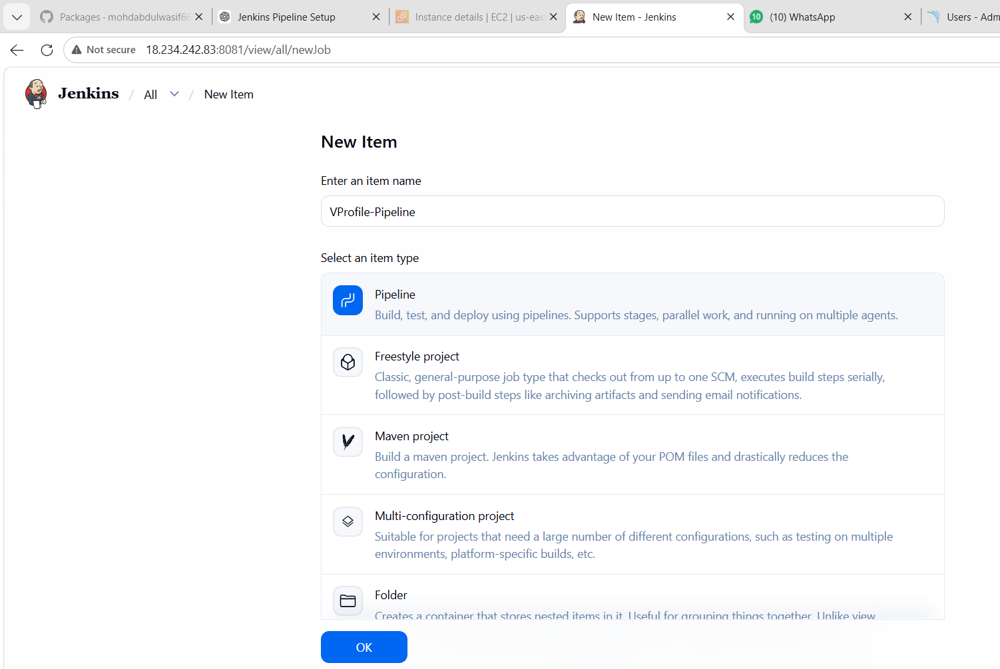 Packages · mohdabdulwasif66
Jenkins Pipeline Setup
Instance details | EC2 | us-east
New Item - Jenkins
10
(10) WhatsApp
Users - Adm
Not secure
18.234.242.83:8081/view/all/newJob
Jenkins / All / New Item
New Item
Enter an item name
VProfile-Pipeline
Select an item type
Pipeline
Build, test, and deploy using pipelines. Supports stages, parallel work, and running on multiple agents.
Freestyle project
Classic, general-purpose job type that checks out from up to one SCM, executes build steps serially,
followed by post-build steps like archiving artifacts and sending email notifications.
Maven project
Build a maven project. Jenkins takes advantage of your POM files and drastically reduces the
configuration.
Multi-configuration project
Suitable for projects that need a large number of different configurations, such as testing on multiple
environments, platform-specific builds, etc.
Folder
Creates a container that stores nested items in it. Useful for grouping things together. Unlike view,
OK